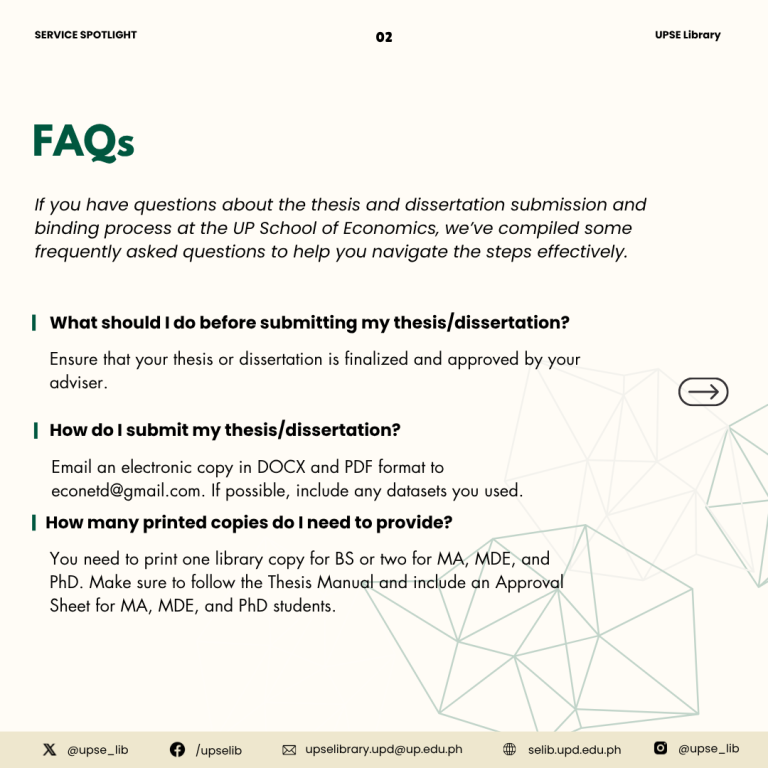 SERVICE SPOTLIGHT
02
UPSE Library
FAQs
If you have questions about the thesis and dissertation submission and
binding process at the UP School of Economics, we’ve compiled some
frequently asked questions to help you navigate the steps effectively.
What should I do before submitting my thesis/dissertation?
Ensure that your thesis or dissertation is finalized and approved by your
adviser.
How do I submit my thesis/dissertation?
Email an electronic copy in DOCX and PDF format to
econetd@gmail.com. If possible, include any datasets you used.
How many printed copies do I need to provide?
You need to print one library copy for BS or two for MA, MDE, and
PhD. Make sure to follow the Thesis Manual and include an Approval
Sheet for MA, MDE, and PhD students.
@upse_lib
/upselib
upselibrary.upd@up.edu.ph
selib.upd.edu.ph
@upse_lib